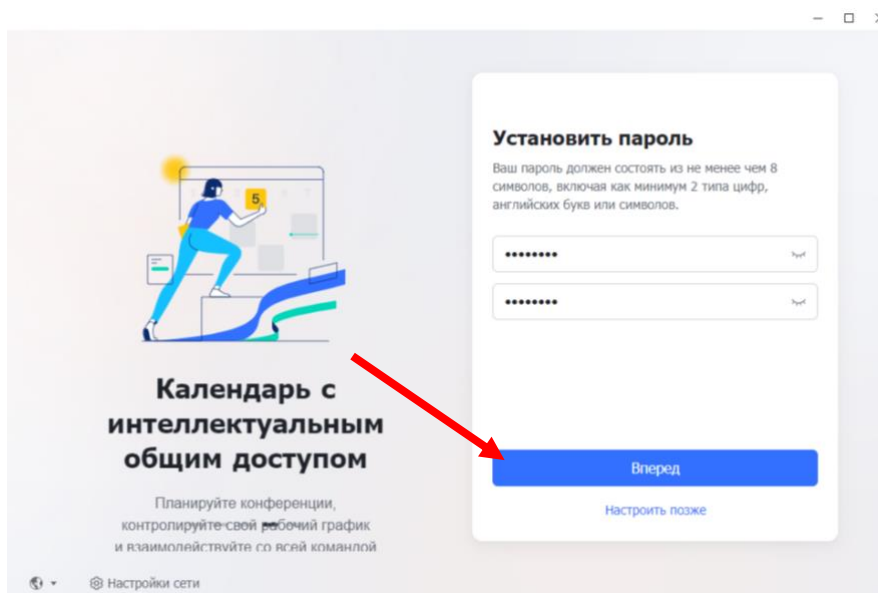 Установить пароль
Ваш пароль должен состоять из не менее чем 8
символов, включая как минимум 2 типа цифр,
английских букв или символов.
••••••••
••••••••
Вперед
Настроить позже
5
Календарь с
интеллектуальным
общим доступом
Планируйте конференции,
контролируйте свой рабочий график
и взаимодействуйте со всей командой
Настройки сети